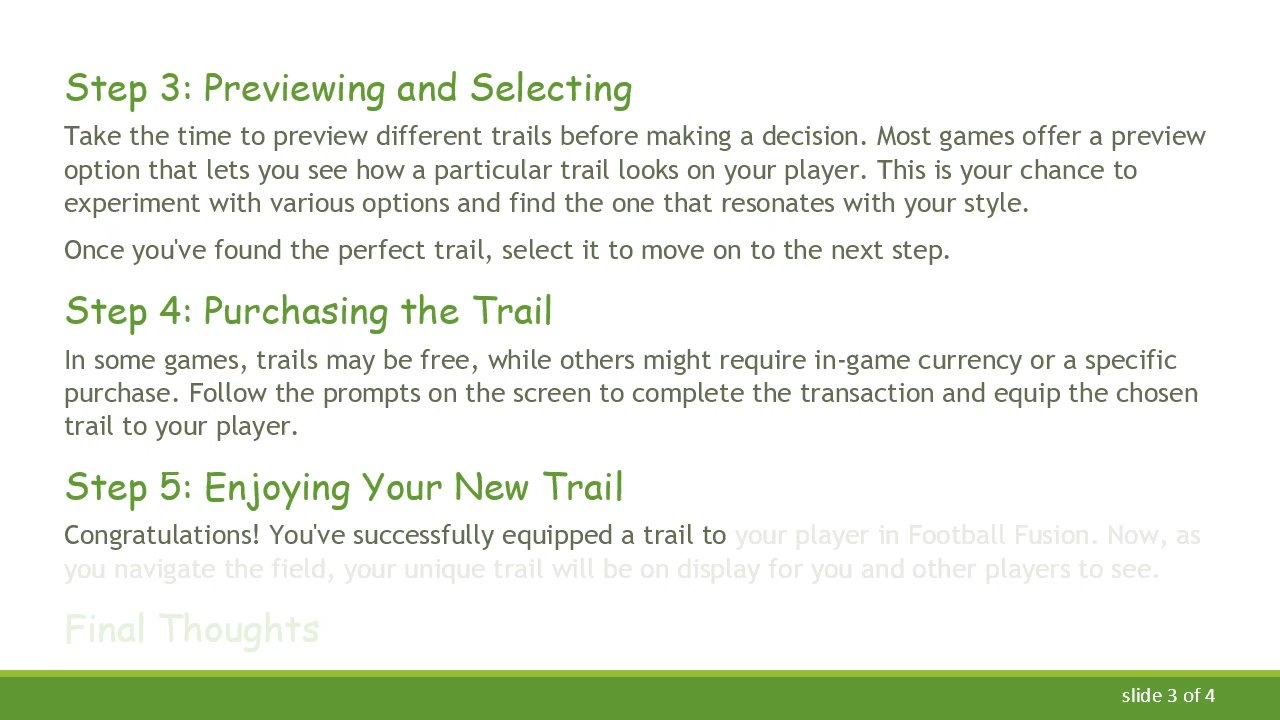 Step 3: Previewing and Selecting
Take the time to preview different trails before making a decision. Most games offer a preview
option that lets you see how a particular trail looks on your player. This is your chance to
experiment with various options and find the one that resonates with your style.
Once you've found the perfect trail, select it to move on to the next step.
Step 4: Purchasing the Trail
In some games, trails may be free, while others might require in-game currency or a specific
purchase. Follow the prompts on the screen to complete the transaction and equip the chosen
trail to your player.
Step 5: Enjoying Your New Trail
Congratulations! You've successfully equipped a trail to your player in Football Fusion. Now, as
you navigate the field, your unique trail will be on display for you and other players to see.
Final Thoughts
slide 3 of 4